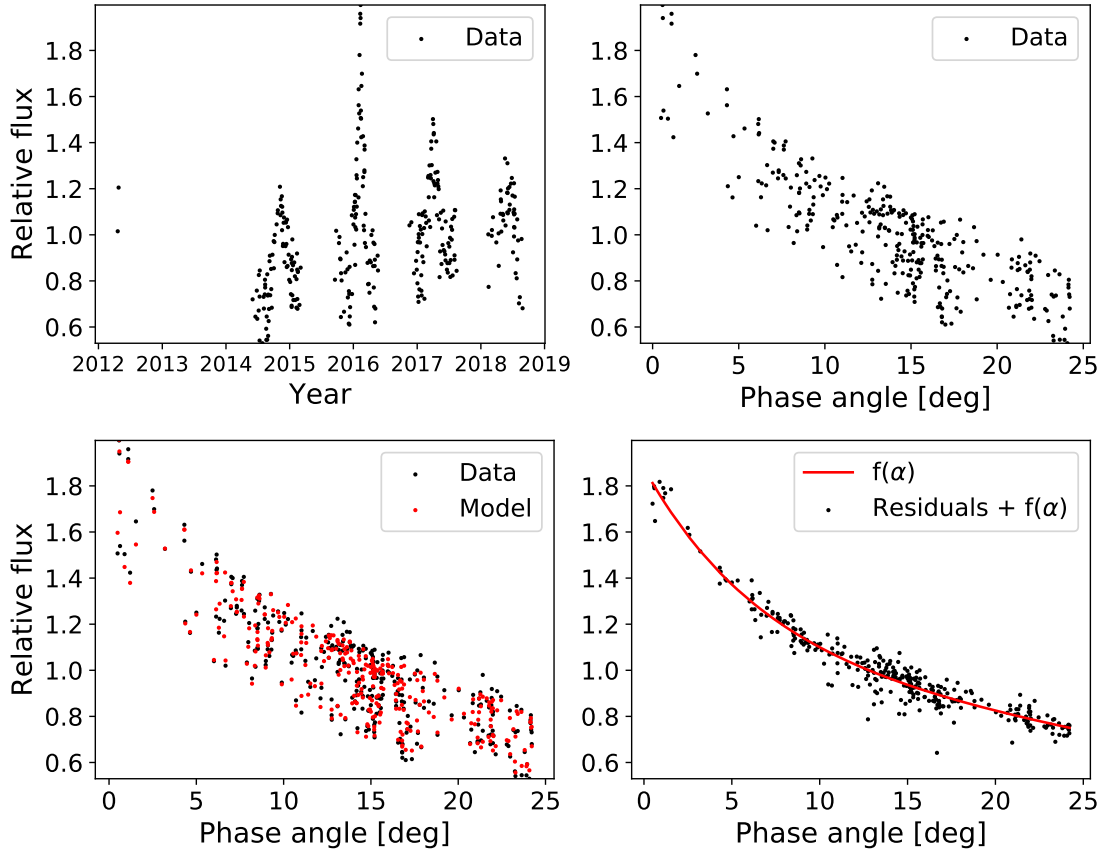 Data
Relative flux
1.8
1.6
1.4
1.2
1.0
0.8
0.6
2012 2013 2014 2015 2016 2017 2018 2019
Year
Data
1.8
1.6
1.4
1.2
1.0
0.8
0.6
0 5 10 15 20 25
Phase angle [deg]
Data
Model
Relative flux
1.8
1.6
1.4
1.2
1.0
0.8
0.6
0 5 10 15 20 25
Phase angle [deg]
f(α)
Residuals + f(α)
1.8
1.6
1.4
1.2
1.0
0.8
0.6
0 5 10 15 20 25
Phase angle [deg]